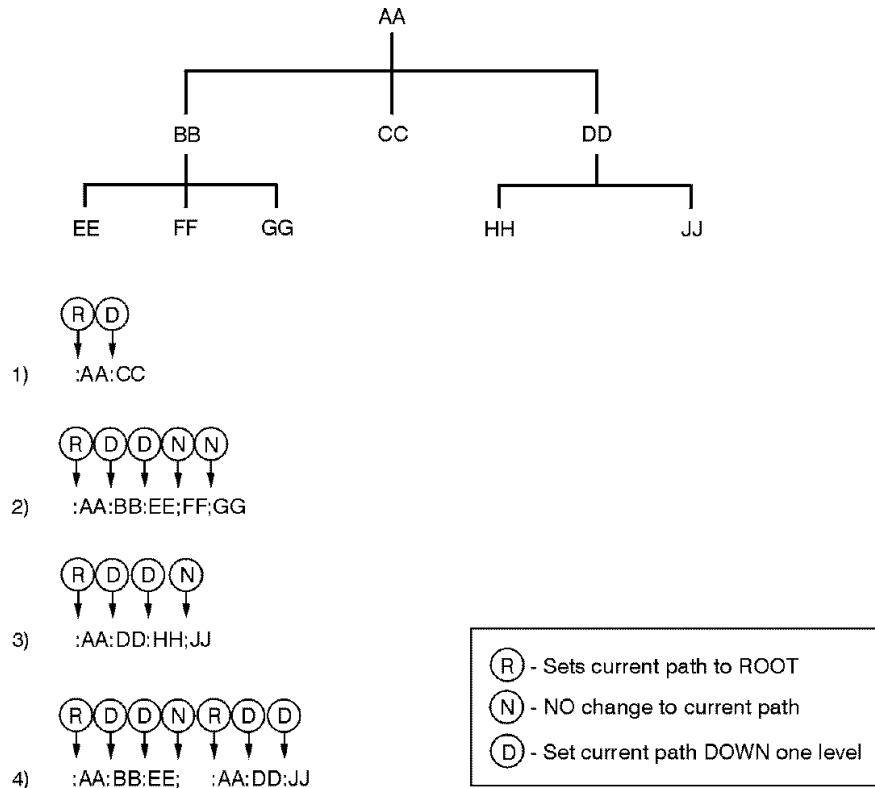 AA
BB CC DD
EE FF GG HH JJ
R D
1) :AA:CC
R D D N N
2) :AA:BB:EE;FF;GG
R D D N
3) :AA:DD:HH;JJ
R - Sets current path to ROOT
N - NO change to current path
D - Set current path DOWN one level
R D D N R D D
4) :AA:BB:EE; :AA:DD:JJ